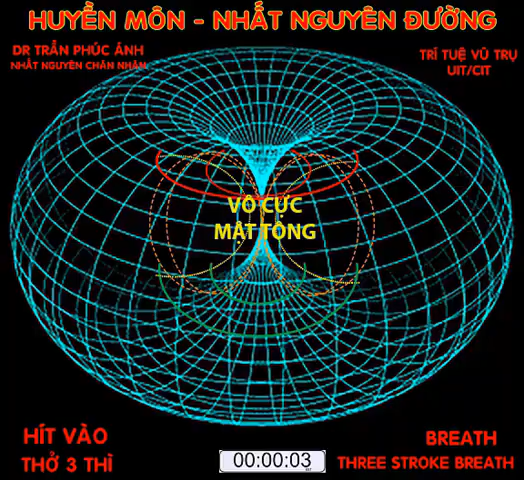 HUYỀN MÔN - NHẤT NGUYÊN ĐƯỜNG
DR TRẦN PHÚC ÁNH
NHẤT NGUYÊN CHÂN NHÂN
TRÍ TUỆ VŨ TRỤ
UIT/CIT
VÔ CỰC
MẬT TÔNG
HÍT VÀO
THỞ 3 THÌ
00:00:03
BREATH
THREE STROKE BREATH